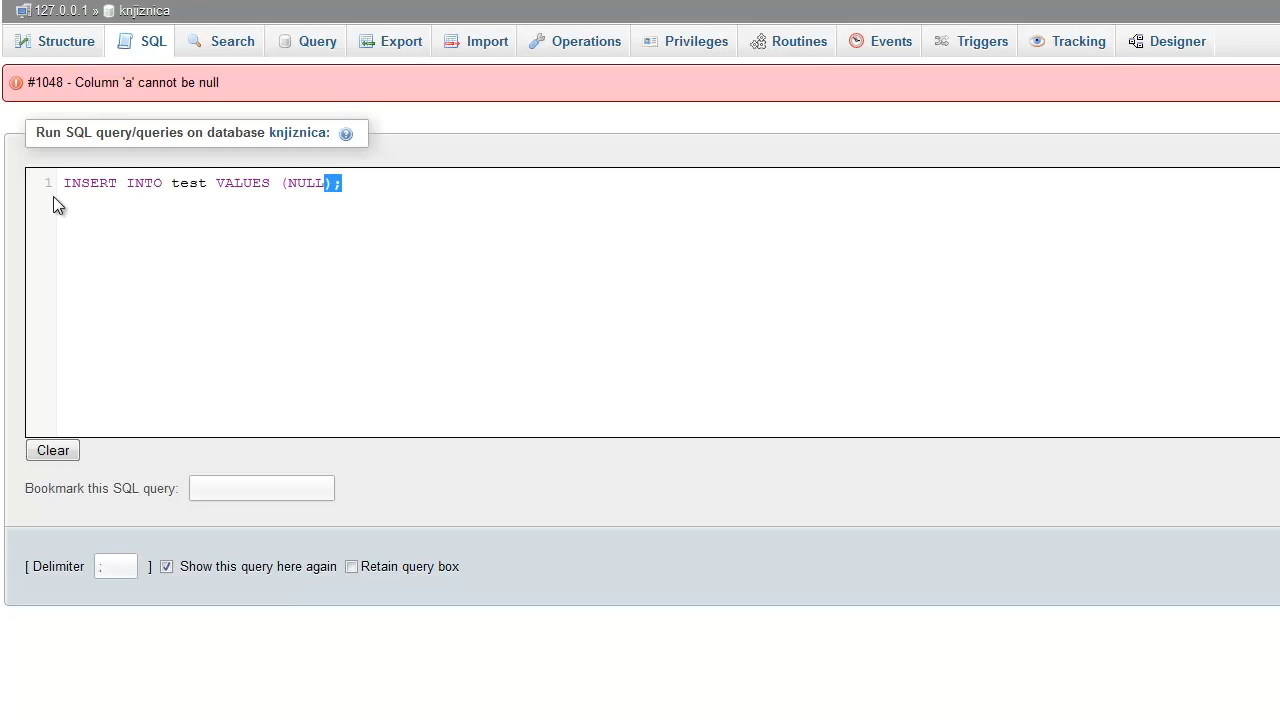 127.0.0.1 » knjiznica
Structure SQL Search Query Export Import Operations Privileges Routines Events Triggers Tracking Designer
#1048 - Column 'a' cannot be null
Run SQL query/queries on database knjiznica:
1 INSERT INTO test VALUES (NULL);
Clear
Bookmark this SQL query:
[ Delimiter ; ] Show this query here again Retain query box